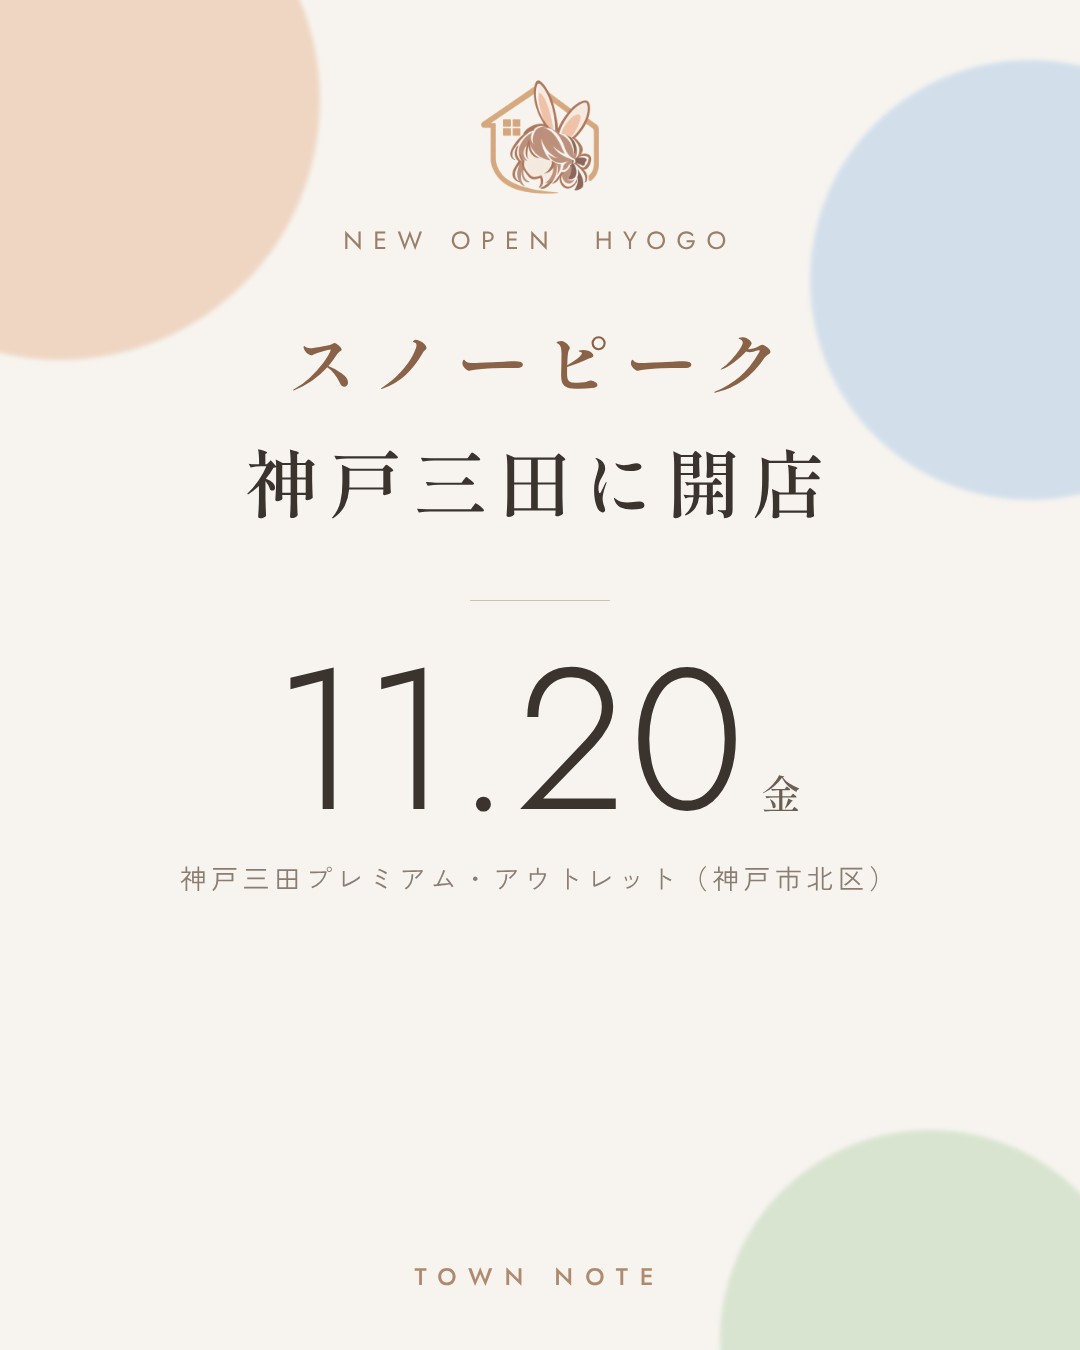 NEW OPEN HYOGO
スノーピーク
神戸三田に開店
11.20 金
神戸三田プレミアム・アウトレット（神戸市北区）
TOWN NOTE